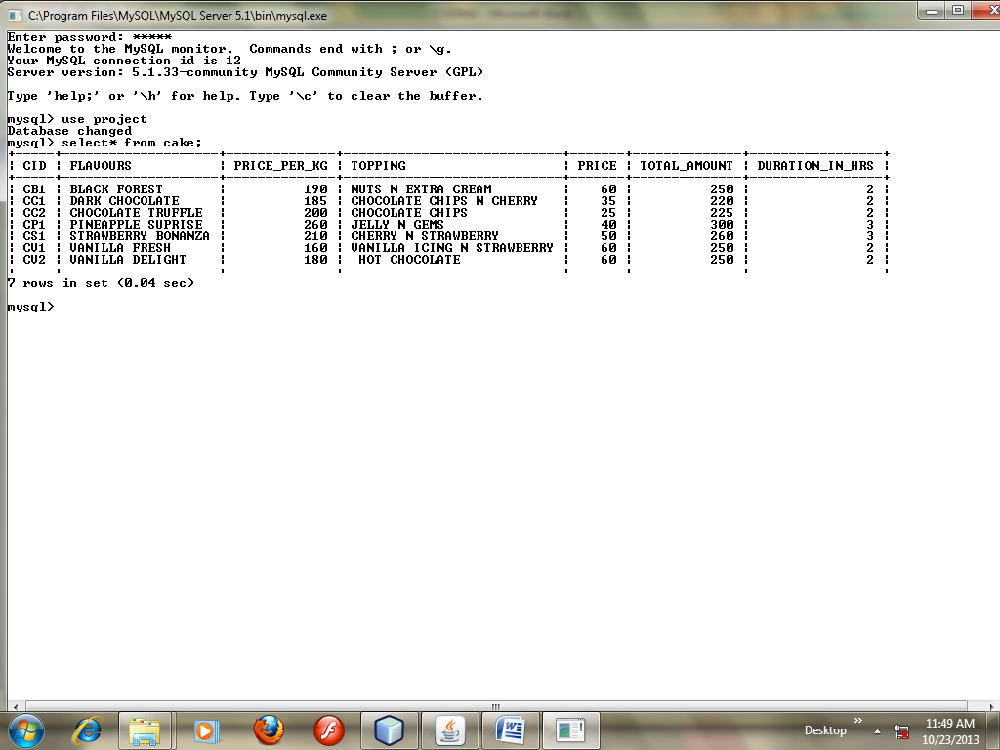 C:\Program Files\MySQL\MySQL Server 5.1\bin\mysql.exe
Enter password: *****
Welcome to the MySQL monitor.  Commands end with ; or \g.
Your MySQL connection id is 12
Server version: 5.1.33-community MySQL Community Server (GPL)
Type 'help;' or '\h' for help. Type '\c' to clear the buffer.
mysql> use project
Database changed
mysql> select* from cake;
| CID | FLAVOURS | PRICE_PER_KG | TOPPING | PRICE | TOTAL_AMOUNT | DURATION_IN_HRS |
| CB1 | BLACK FOREST | 190 | NUTS N EXTRA CREAM | 60 | 250 | 2 |
| CC1 | DARK CHOCOLATE | 185 | CHOCOLATE CHIPS N CHERRY | 35 | 220 | 2 |
| CC2 | CHOCOLATE TRUFFLE | 200 | CHOCOLATE CHIPS | 25 | 225 | 2 |
| CP1 | PINEAPPLE SUPRISE | 260 | JELLY N GEMS | 40 | 300 | 3 |
| CS1 | STRAWBERRY BONANZA | 210 | CHERRY N STRAWBERRY | 50 | 260 | 3 |
| CV1 | VANILLA FRESH | 160 | VANILLA ICING N STRAWBERRY | 60 | 250 | 2 |
| CV2 | VANILLA DELIGHT | 180 |  HOT CHOCOLATE | 60 | 250 | 2 |
7 rows in set (0.04 sec)
mysql>
Desktop
11:49 AM
10/23/2013